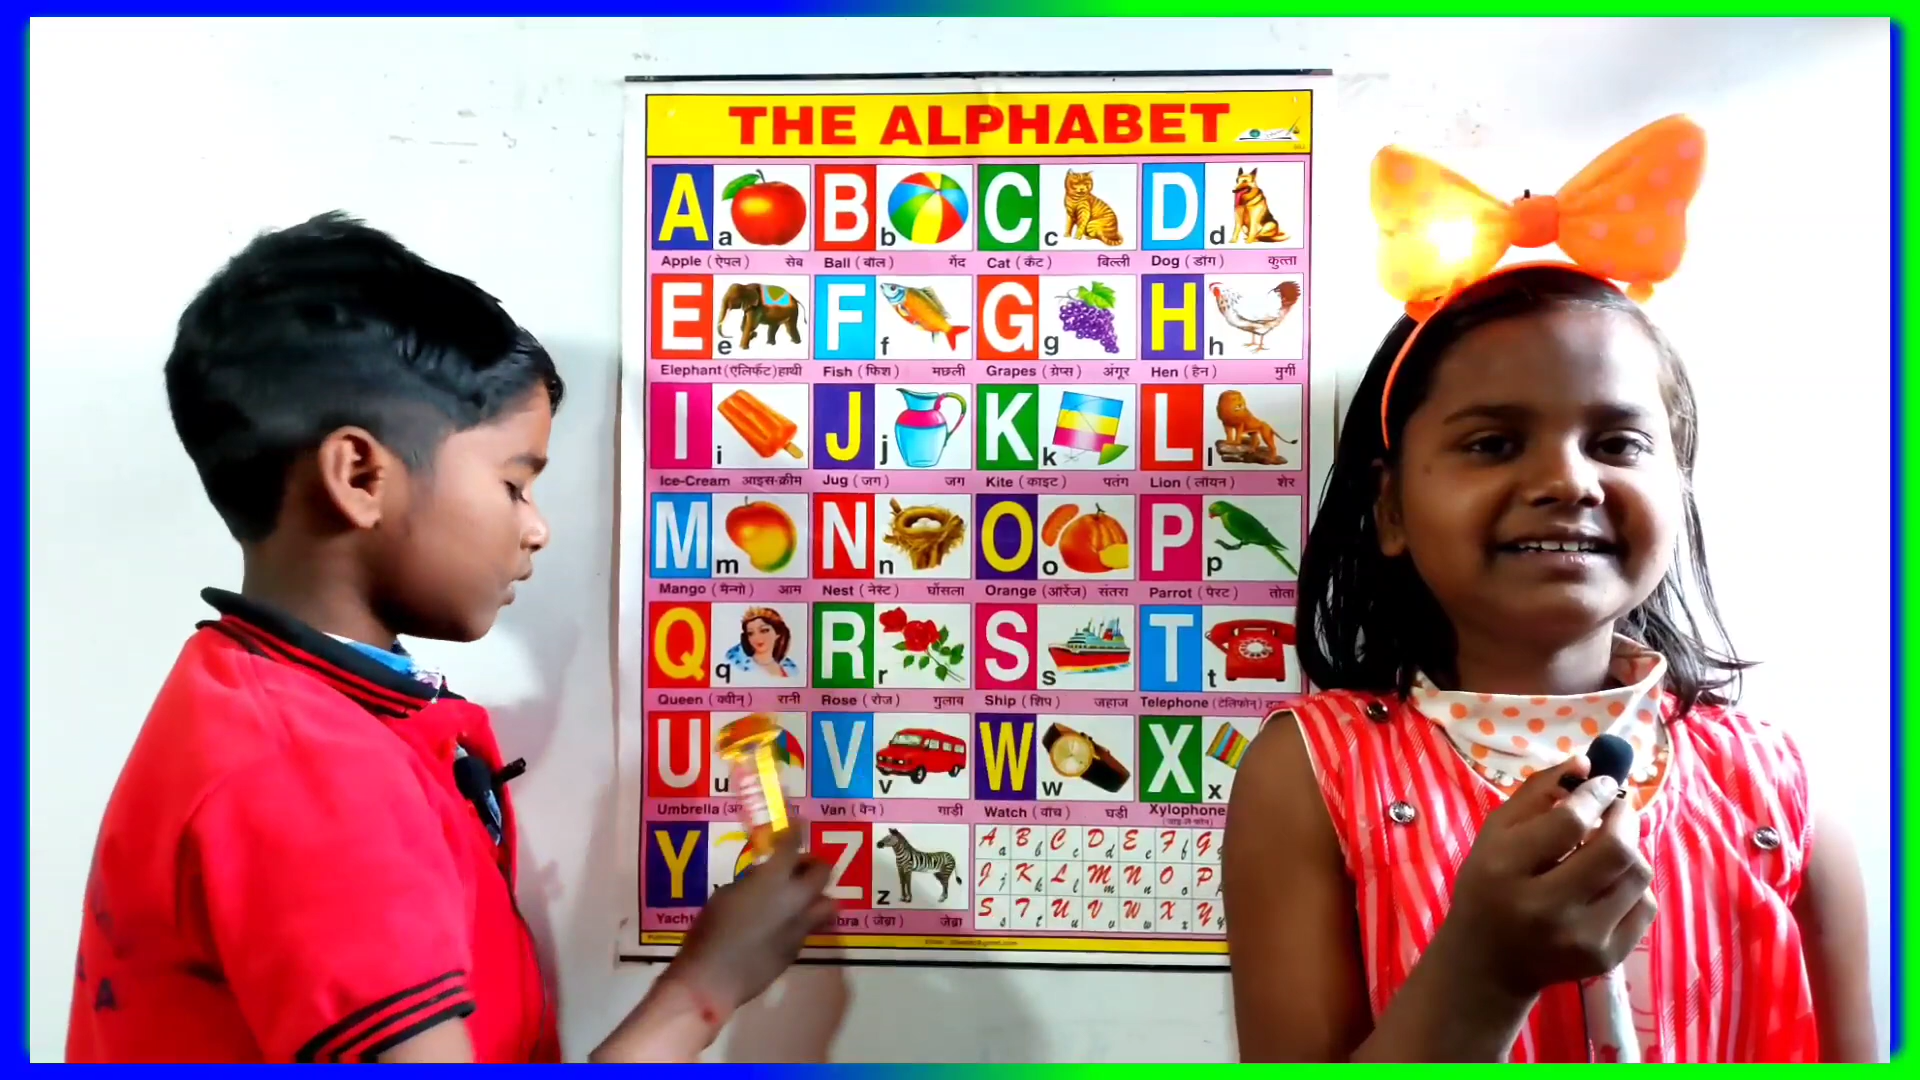 THE ALPHABET
A a B b C c D d
Apple ( ऐपल ) सेब Ball ( बॉल ) गेंद Cat ( कैट ) बिल्ली Dog ( डॉग ) कुत्ता
E e F f G g H h
Elephant ( एलिफैंट ) हाथी Fish ( फिश ) मछली Grapes ( ग्रेप्स ) अंगूर Hen ( हैन ) मुर्गी
I i J j K k L l
Ice-Cream आइस-क्रीम Jug ( जग ) जग Kite ( काइट ) पतंग Lion ( लॉयन ) शेर
M m N n O o P p
Mango ( मैन्गो ) आम Nest ( नेस्ट ) घोंसला Orange (ऑरेंज) संतरा Parrot ( पैरट ) तोता
Q q R r S s T t
Queen ( क्वीन् ) रानी Rose ( रोज ) गुलाब Ship ( शिप ) जहाज Telephone (टेलिफोन्)
U u V v W w X x
Umbrella Van ( वैन ) गाड़ी Watch ( वॉच ) घड़ी Xylophone
Y Z z
Yacht ( जेब्रा ) जेब्रा
A a B b C c D d E e F f G
J j K k L l M m N n O o P
S s T t U u V v W w X x Y